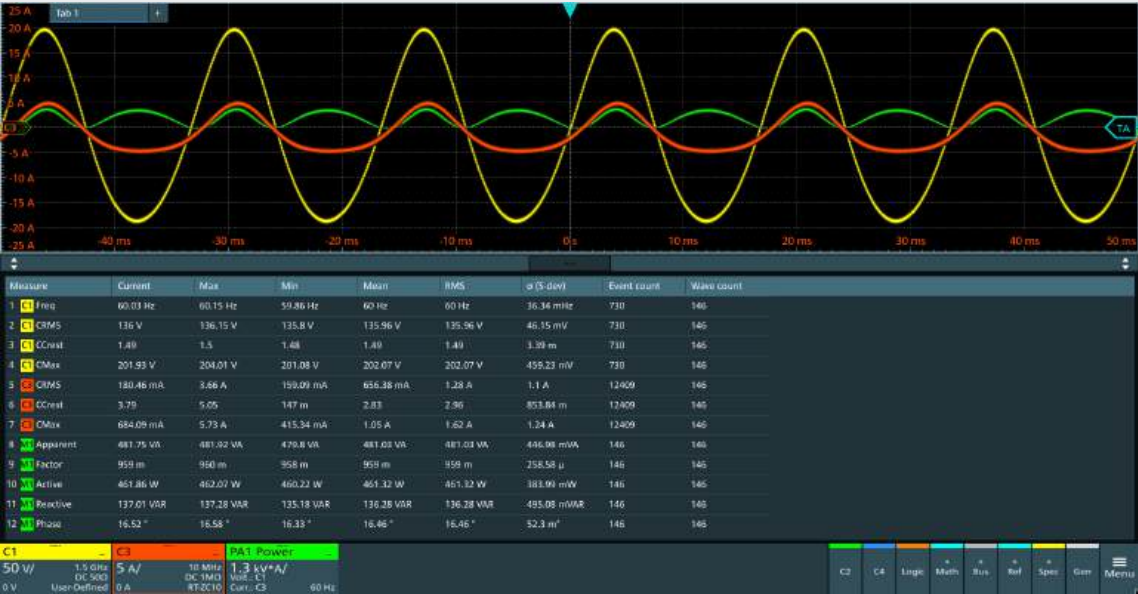 25 A
Tab 1 +
20 A
15 A
10 A
5 A
C3
TA
-5 A
-10 A
-15 A
-20 A
-25 A
-40 ms -30 ms -20 ms -10 ms 0 s 10 ms 20 ms 30 ms 40 ms 50 ms
Measure Current Max Min Mean RMS σ (S-dev) Event count Wave count
1 C1 Freq 60.03 Hz 60.15 Hz 59.86 Hz 60 Hz 60 Hz 36.34 mHz 730 146
2 C1 CRMS 136 V 136.15 V 135.8 V 135.96 V 135.96 V 46.15 mV 730 146
3 C1 CCrest 1.49 1.5 1.48 1.49 1.49 3.39 m 730 146
4 C1 CMax 201.93 V 204.01 V 201.08 V 202.07 V 202.07 V 459.23 mV 730 146
5 C3 CRMS 180.46 mA 3.66 A 159.09 mA 656.38 mA 1.28 A 1.1 A 12409 146
6 C3 CCrest 3.79 5.05 147 m 2.83 2.96 853.84 m 12409 146
7 C3 CMax 684.09 mA 5.73 A 415.34 mA 1.05 A 1.62 A 1.24 A 12409 146
8 M1 Apparent 481.75 VA 481.92 VA 479.8 VA 481.03 VA 481.03 VA 446.98 mVA 146 146
9 M1 Factor 959 m 960 m 958 m 959 m 959 m 258.58 µ 146 146
10 M1 Active 461.86 W 462.07 W 460.22 W 461.32 W 461.32 W 383.99 mW 146 146
11 M1 Reactive 137.01 VAR 137.28 VAR 135.18 VAR 136.28 VAR 136.28 VAR 495.08 mVAR 146 146
12 M1 Phase 16.52 ° 16.58 ° 16.33 ° 16.46 ° 16.46 ° 52.3 m° 146 146
C1 C3 PA1 Power
50 V/ 1.5 GHz 5 A/ 10 MHz 1.3 kV*A/
DC 50Ω DC 1MΩ Volt.: C1
0 V User-Defined 0 A RT-ZC10 Curr.: C3 60 Hz
C2 C4 Logic Math Bus Ref Spec Gen Menu